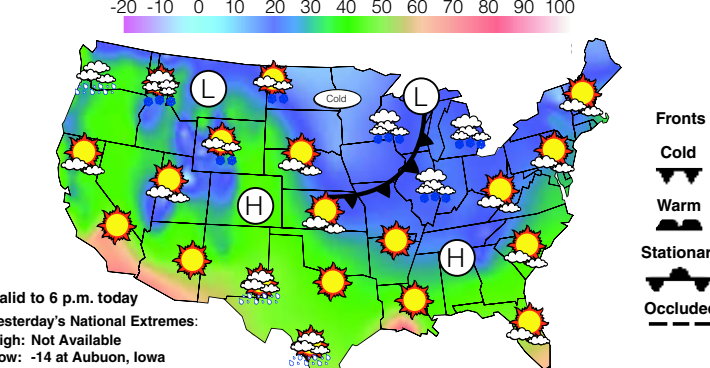 -20 -10 0 10 20 30 40 50 60 70 80 90 100
L
Cold
L
H
H
Fronts
Cold
Warm
Stationar
Occluded
alid to 6 p.m. today
esterday's National Extremes:
igh: Not Available
ow: -14 at Aubuon, Iowa